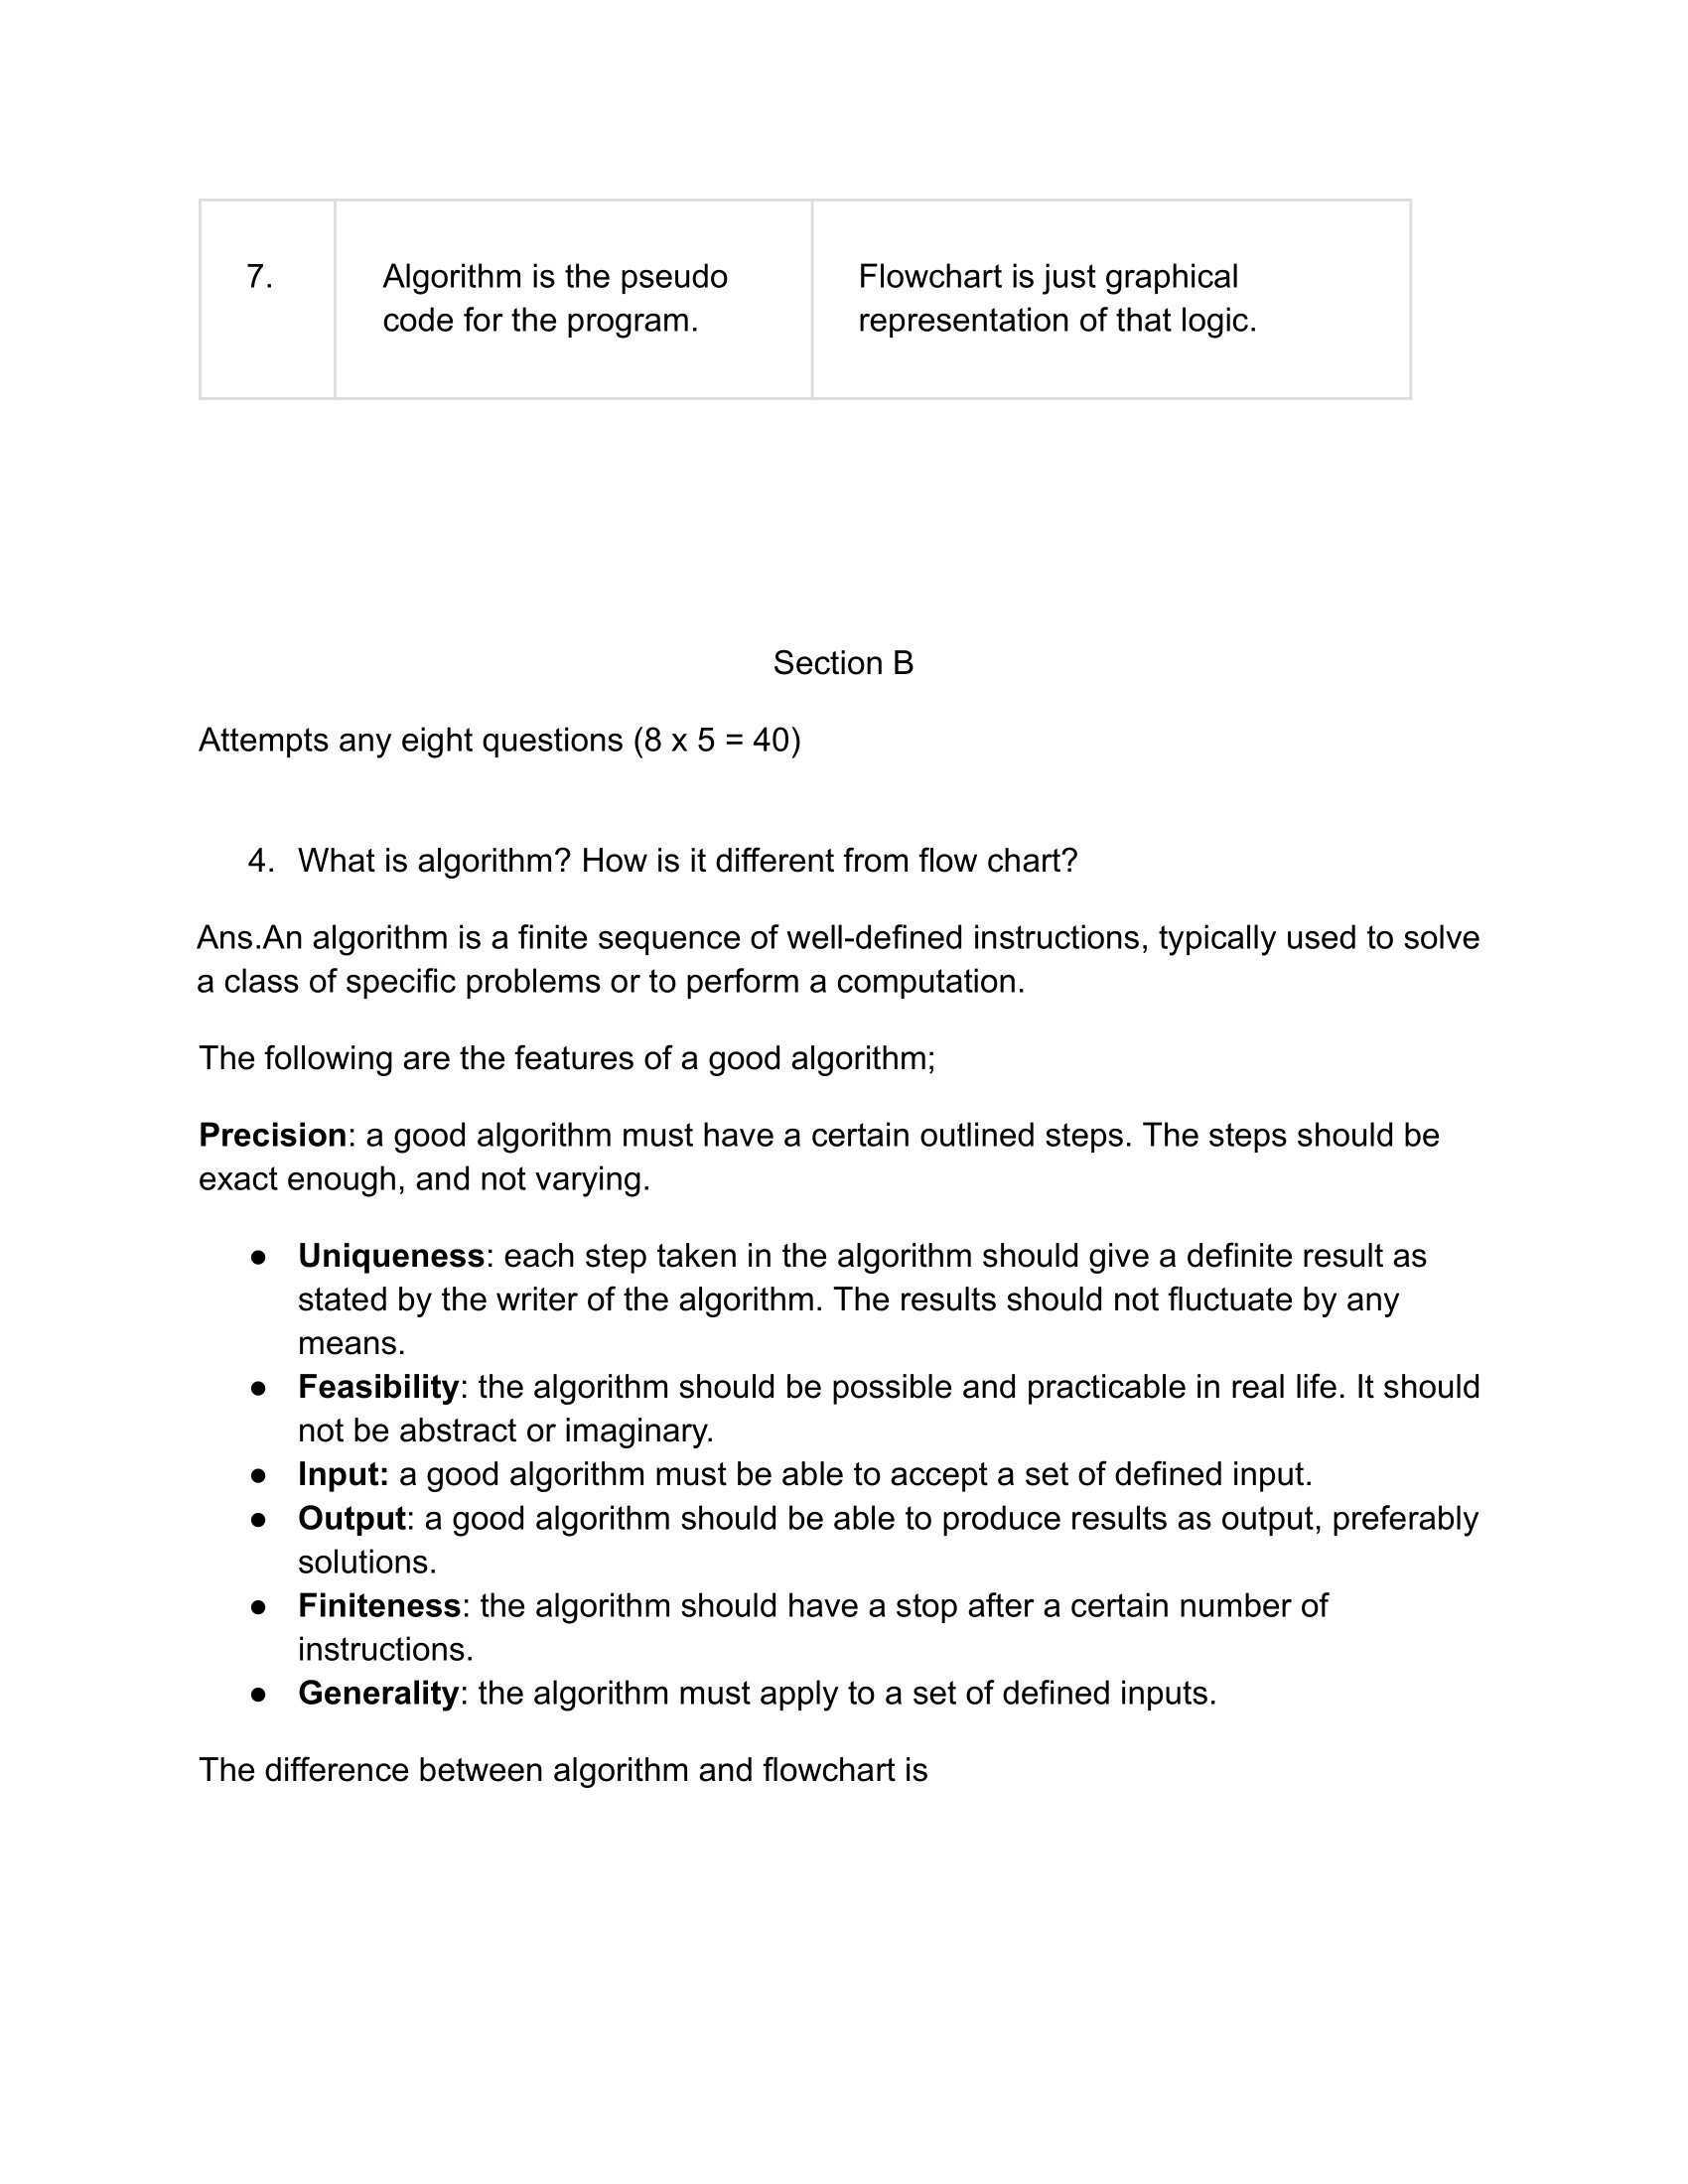 7.
Algorithm is the pseudo
code for the program.
Flowchart is just graphical
representation of that logic.
Section B
Attempts any eight questions (8 x 5 = 40)
4. What is algorithm? How is it different from flow chart?
Ans.An algorithm is a finite sequence of well-defined instructions, typically used to solve
a class of specific problems or to perform a computation.
The following are the features of a good algorithm;
Precision: a good algorithm must have a certain outlined steps. The steps should be
exact enough, and not varying.
● Uniqueness: each step taken in the algorithm should give a definite result as
stated by the writer of the algorithm. The results should not fluctuate by any
means.
● Feasibility: the algorithm should be possible and practicable in real life. It should
not be abstract or imaginary.
● Input: a good algorithm must be able to accept a set of defined input.
● Output: a good algorithm should be able to produce results as output, preferably
solutions.
● Finiteness: the algorithm should have a stop after a certain number of
instructions.
● Generality: the algorithm must apply to a set of defined inputs.
The difference between algorithm and flowchart is